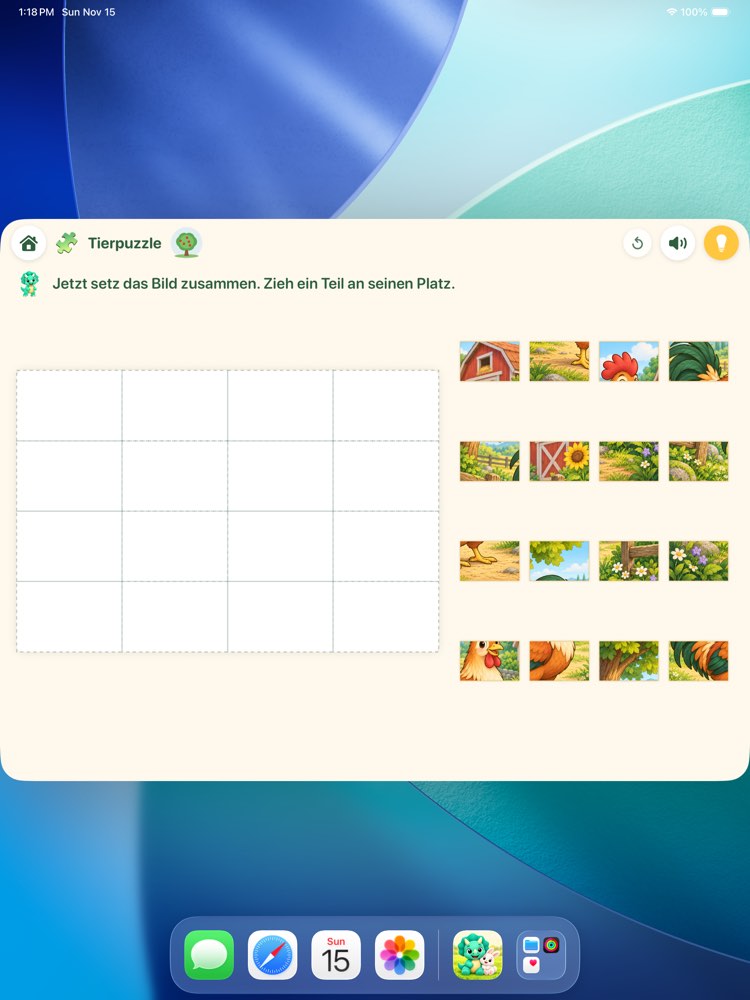 1:18 PM Sun Nov 15
100%
Tierpuzzle
Jetzt setz das Bild zusammen. Zieh ein Teil an seinen Platz.
Sun
15